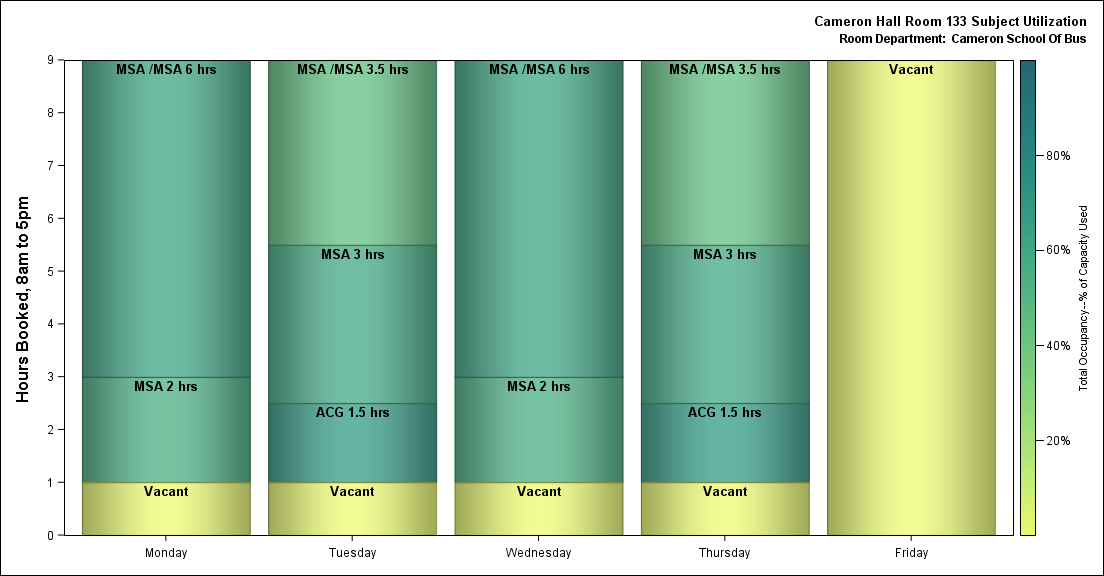 Cameron Hall Room 133 Subject Utilization
Room Department: Cameron School Of Bus
Hours Booked, 8am to 5pm
9
8
7
6
5
4
3
2
1
0
MSA /MSA 6 hrs
MSA 2 hrs
Vacant
MSA /MSA 3.5 hrs
MSA 3 hrs
ACG 1.5 hrs
Vacant
MSA /MSA 6 hrs
MSA 2 hrs
Vacant
MSA /MSA 3.5 hrs
MSA 3 hrs
ACG 1.5 hrs
Vacant
Vacant
Monday
Tuesday
Wednesday
Thursday
Friday
80%
60%
40%
20%
Total Occupancy--% of Capacity Used